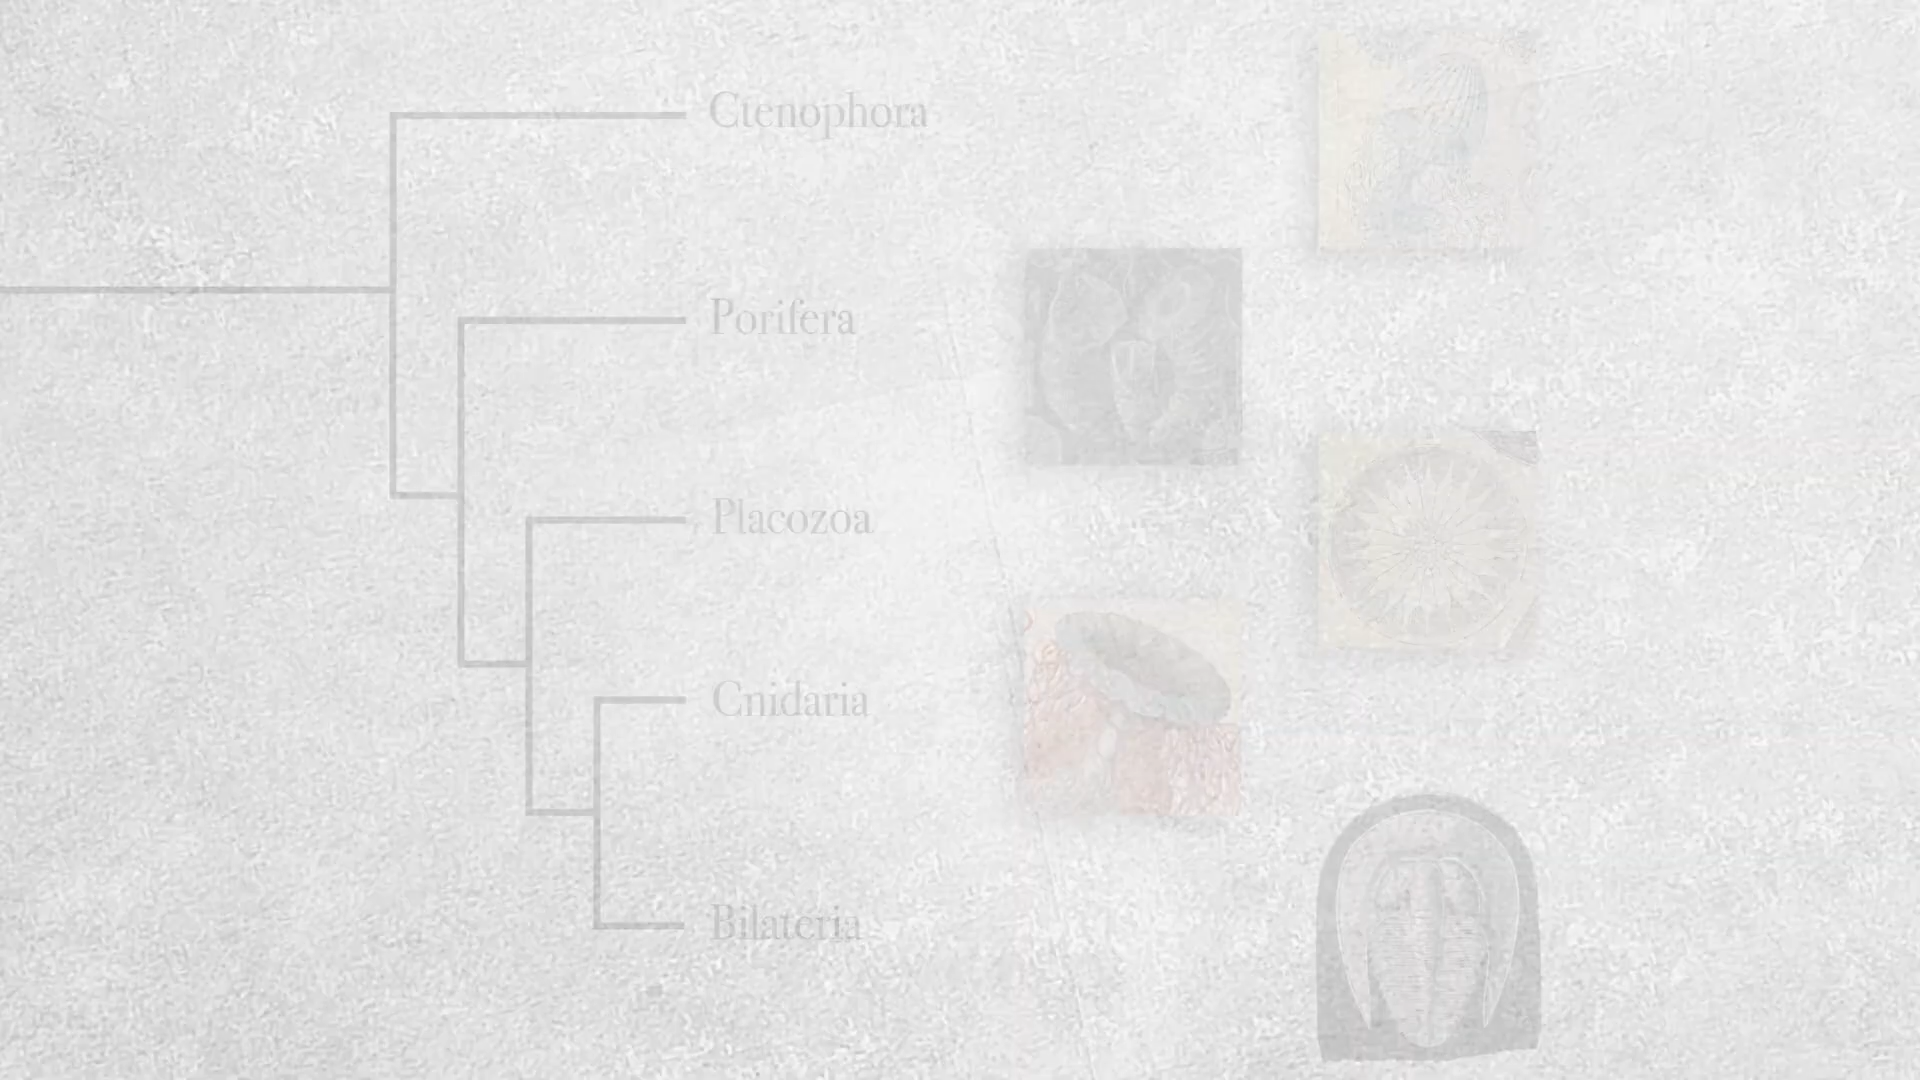 Ctenophora
Porifera
Placozoa
Cnidaria
Bilateria